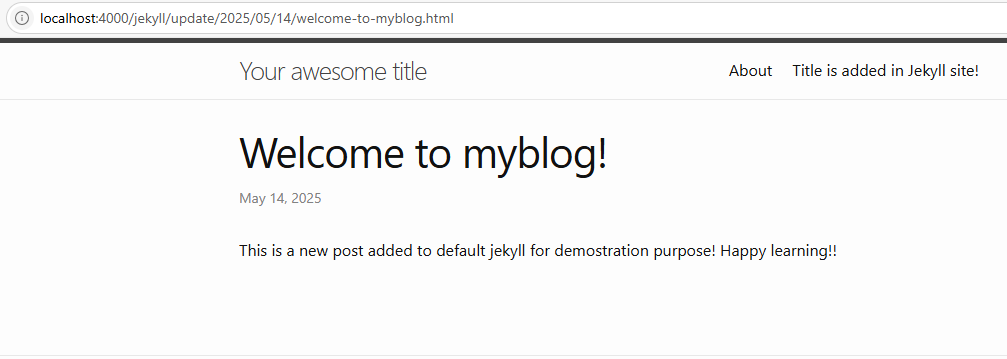 localhost:4000/jekyll/update/2025/05/14/welcome-to-myblog.html
Your awesome title
About
Title is added in Jekyll site!
Welcome to myblog!
May 14, 2025
This is a new post added to default jekyll for demostration purpose! Happy learning!!